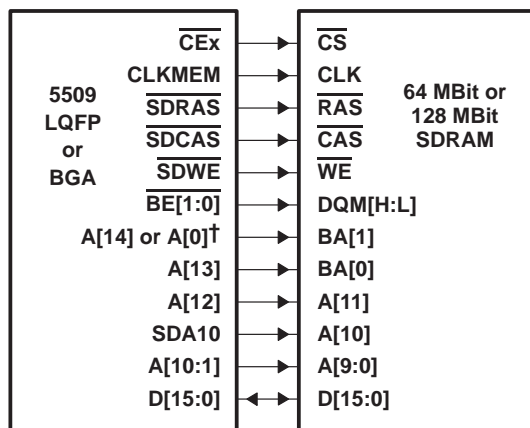 5509
LQFP
or
BGA
64 MBit or
128 MBit
SDRAM
CEx CS
CLKMEM CLK
SDRAS RAS
SDCAS CAS
SDWE WE
BE[1:0] DQM[H:L]
A[14] or A[0]† BA[1]
A[13] BA[0]
A[12] A[11]
SDA10 A[10]
A[10:1] A[9:0]
D[15:0] D[15:0]